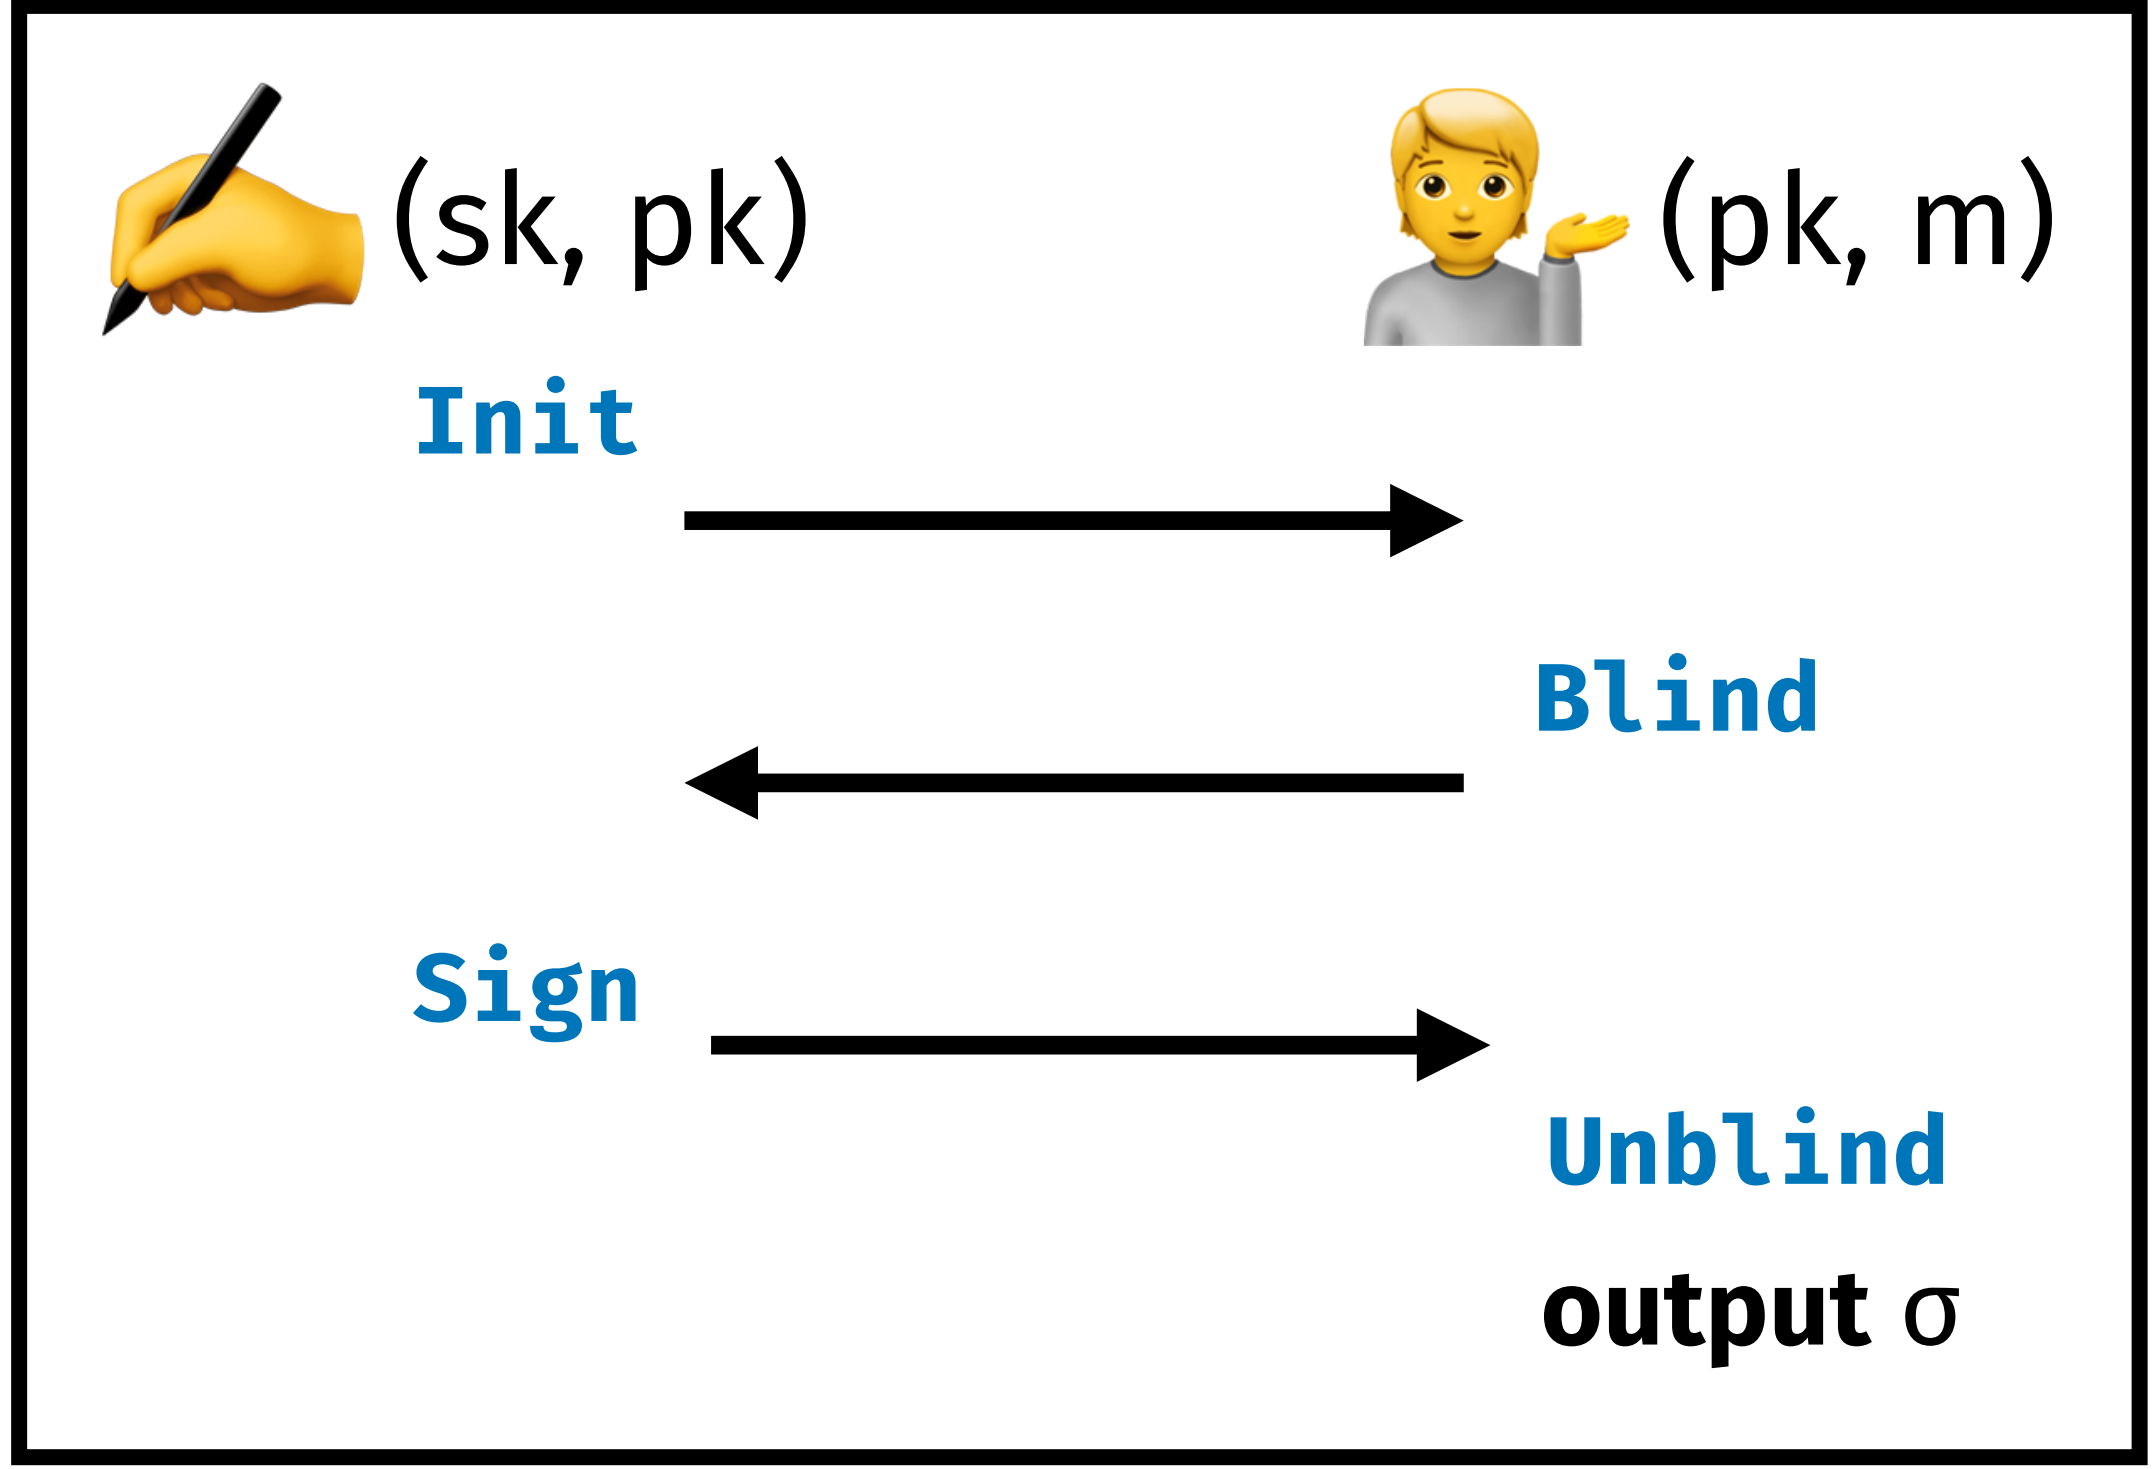 (sk, pk) (pk, m)
Init
Blind
Sign
Unblind
output σ